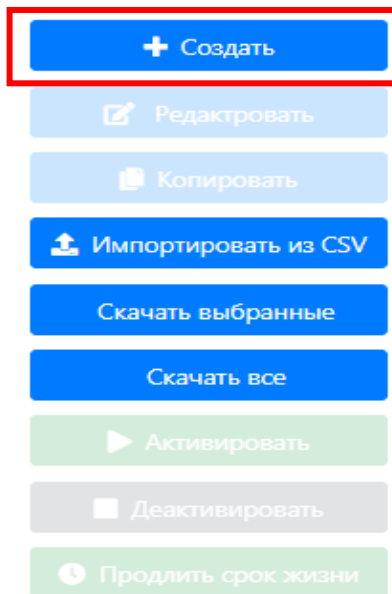 Создать
Редактровать
Копировать
Импортировать из CSV
Скачать выбранные
Скачать все
Активировать
Деактивировать
Продлить срок жизни